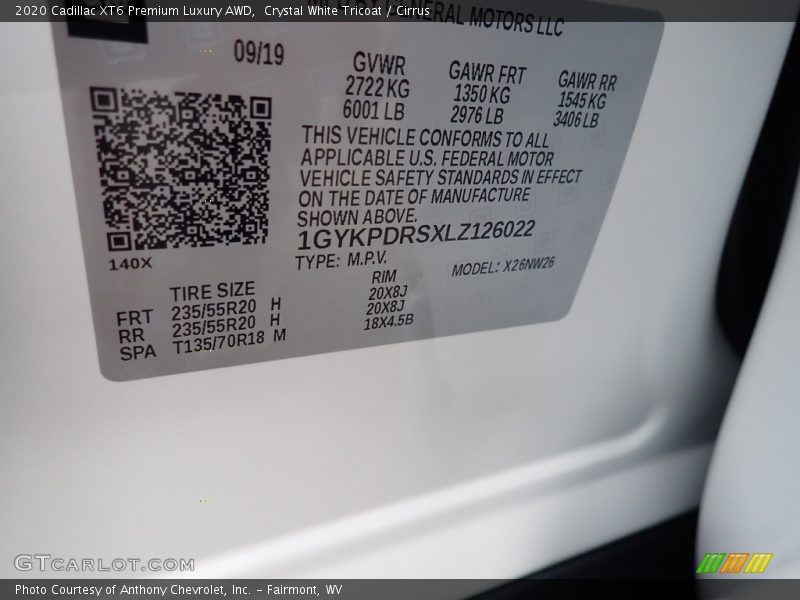 2020 Cadillac XT6 Premium Luxury AWD,  Crystal White Tricoat / Cirrus
BY GENERAL MOTORS LLC
09/19
GVWR
2722 KG
6001 LB
GAWR FRT
1350 KG
2976 LB
GAWR RR
1545 KG
3406 LB
THIS VEHICLE CONFORMS TO ALL
APPLICABLE U.S. FEDERAL MOTOR
VEHICLE SAFETY STANDARDS IN EFFECT
ON THE DATE OF MANUFACTURE
SHOWN ABOVE.
1GYKPDRSXLZ126022
140X
TYPE: M.P.V.
MODEL: X26NW26
TIRE SIZE
RIM
FRT 235/55R20 H 20X8J
RR 235/55R20 H 20X8J
SPA T135/70R18 M 18X4.5B
GTCARLOT.COM
Photo Courtesy of Anthony Chevrolet, Inc. – Fairmont, WV